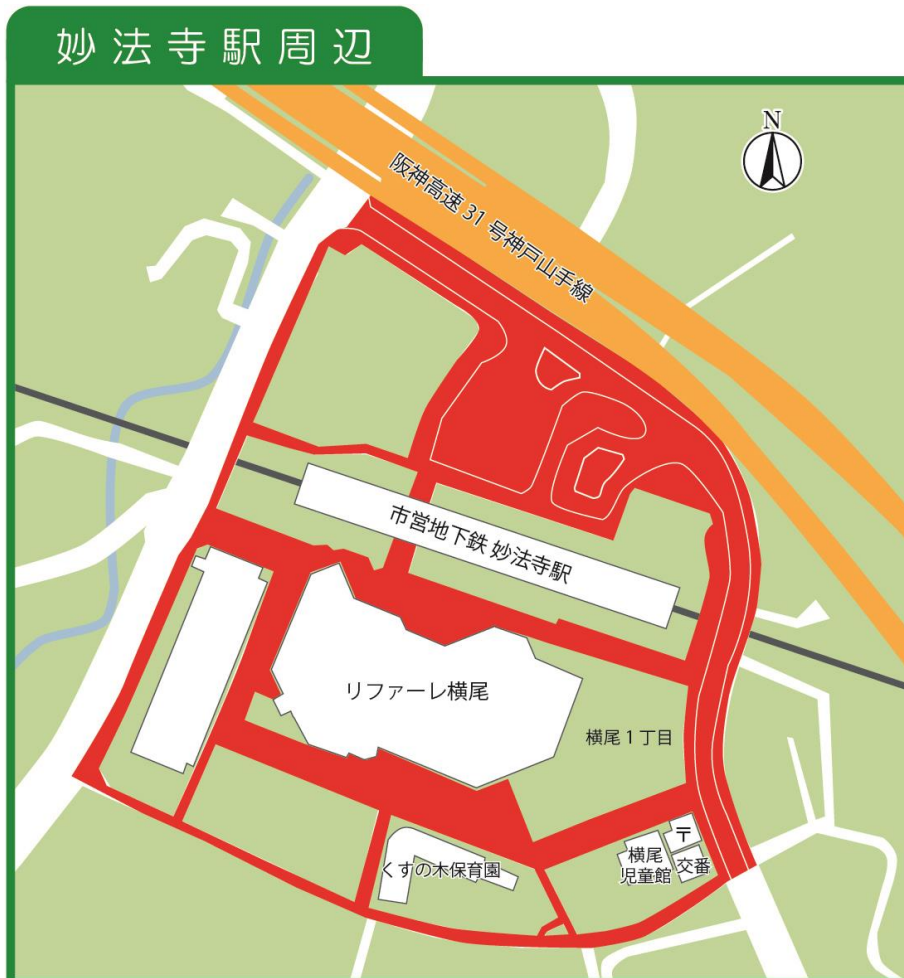 妙法寺駅周辺
N
阪神高速 31 号神戸山手線
市営地下鉄 妙法寺駅
リファーレ横尾
横尾 1 丁目
〒
横尾
児童館
交番
くすの木保育園